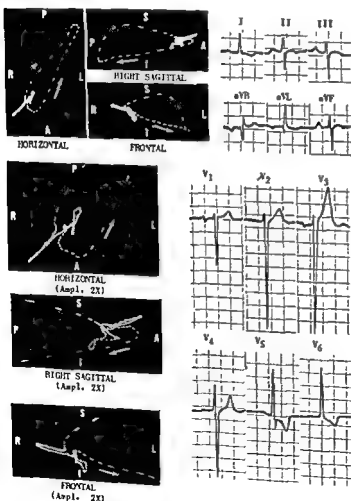 P
S
P
A
RIGHT SAGITTAL
R
L
S
R
L
I
A
HORIZONTAL
FRONTAL
I II III
aVR aVL aVF
P
R
L
A
HORIZONTAL
(Ampl. 2X)
S
P
A
RIGHT SAGITTAL
(Ampl. 2X)
S
R
L
FRONTAL
(Ampl. 2X)
V1 V2 V3
V4 V5 V6